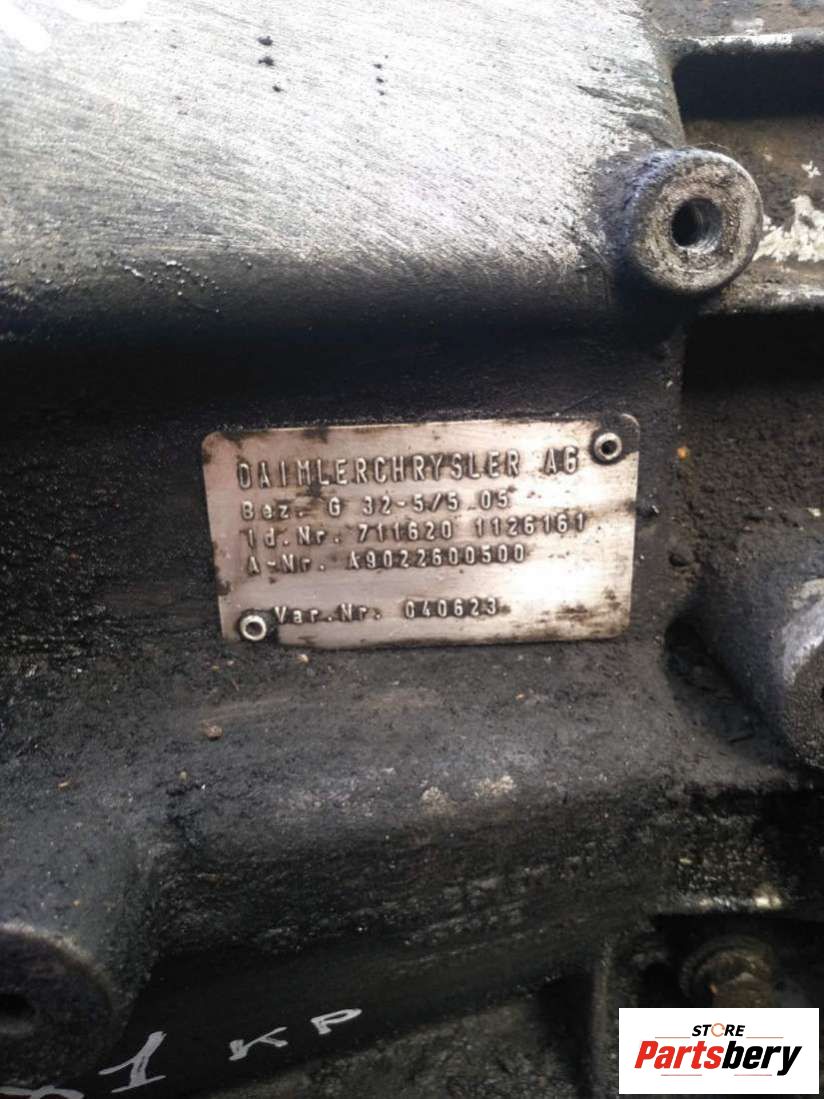 DAIMLERCHRYSLER AG
Bez. G 32-5/5.05
Id.Nr. 711620 1126161
A-Nr. A9022600500
Var.Nr. 040623
1 KP
STORE
Partsbery